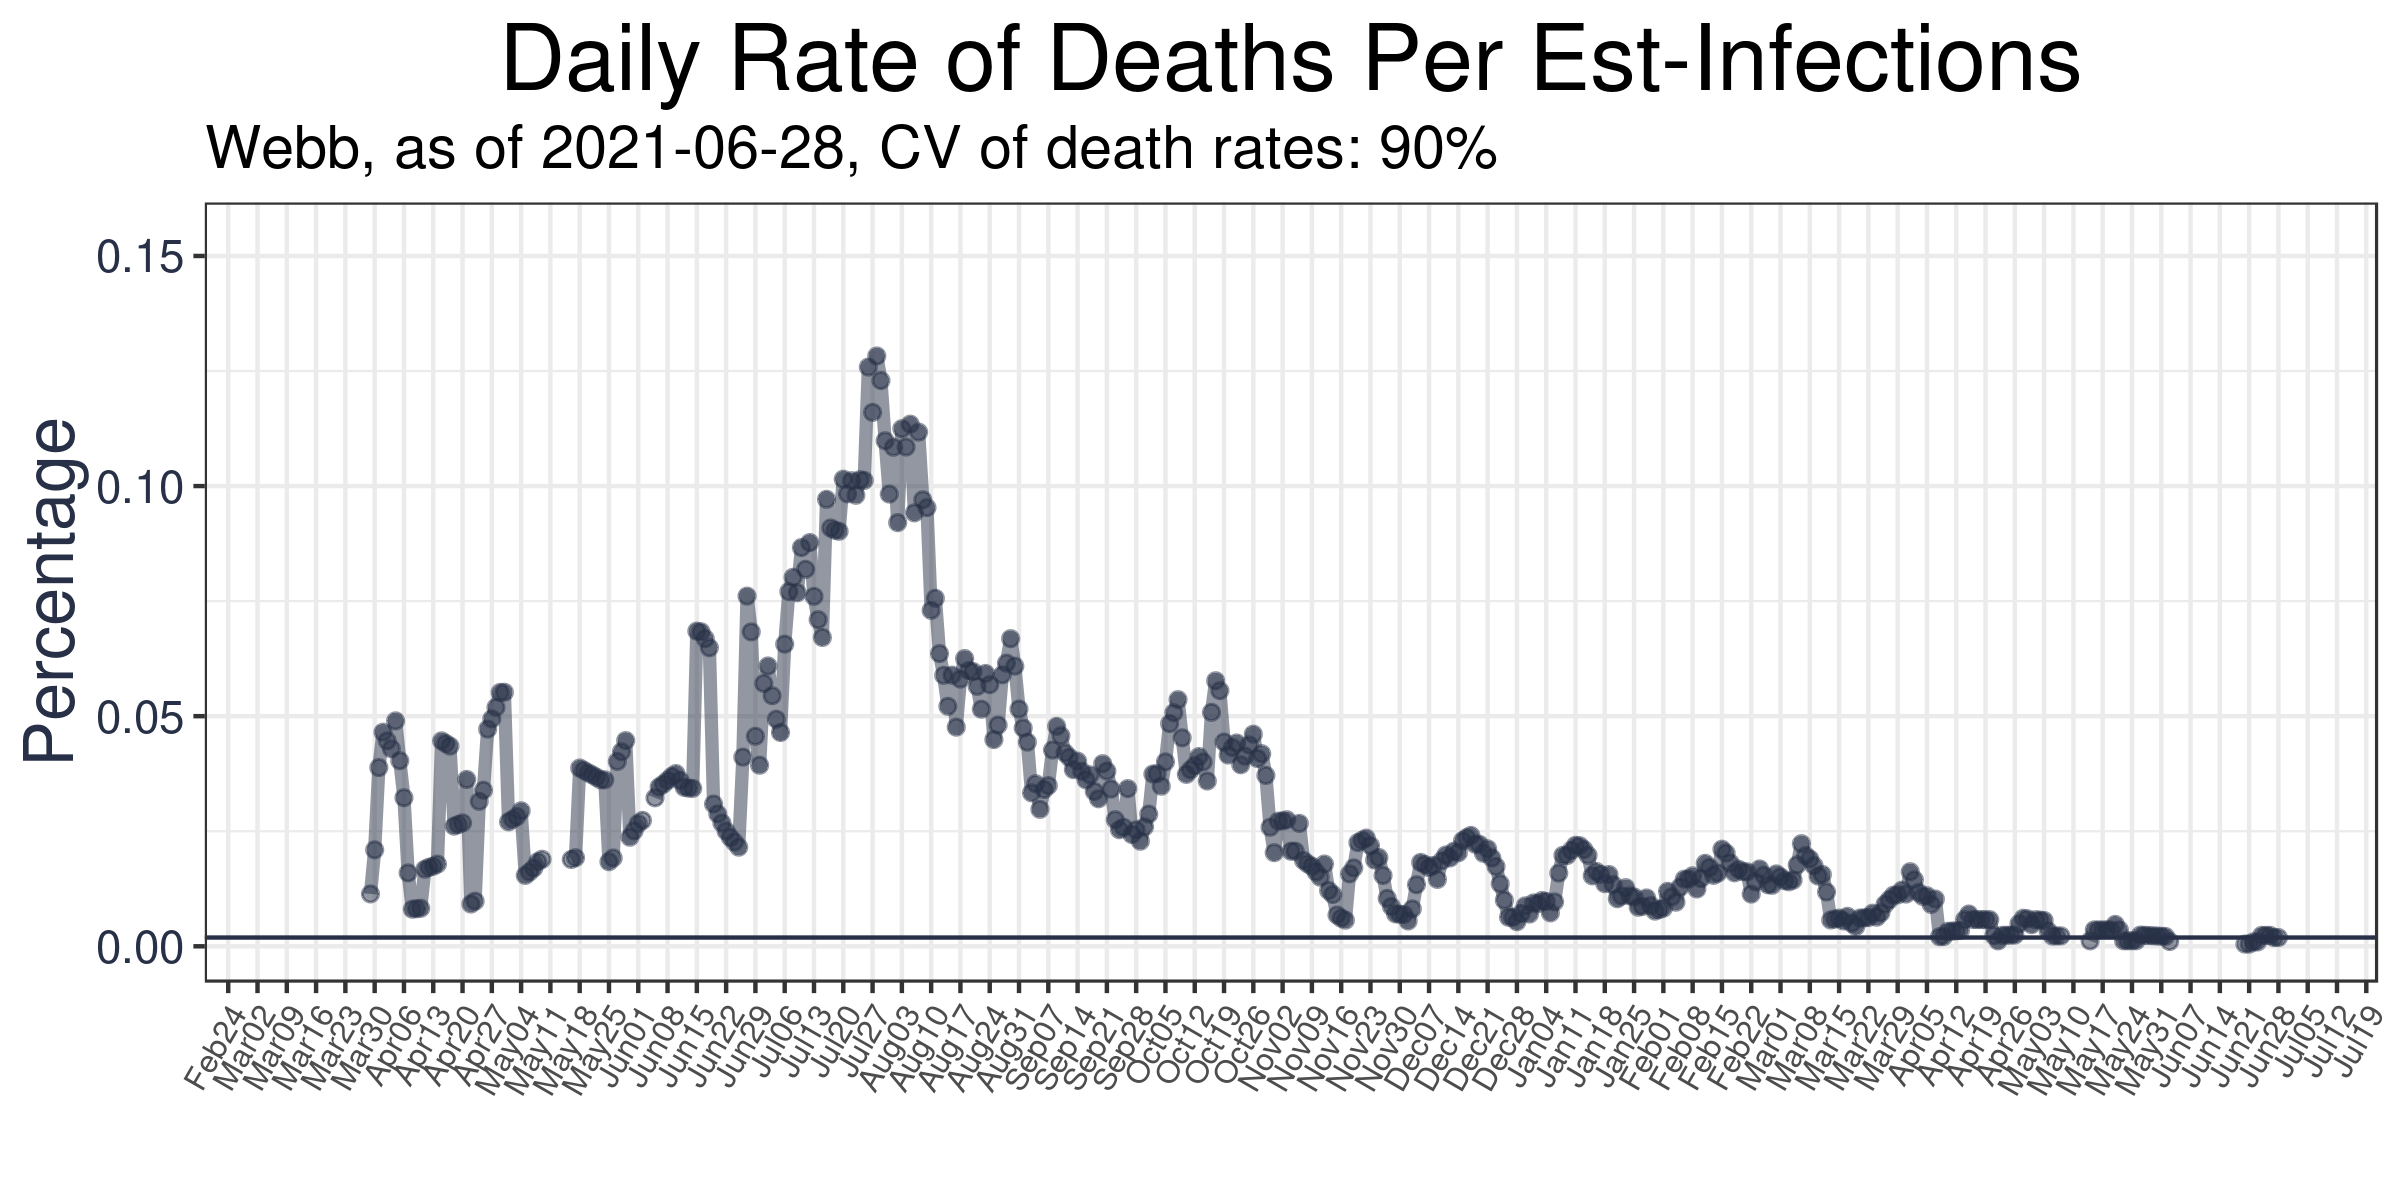 Daily Rate of Deaths Per Est-Infections
Webb, as of 2021-06-28, CV of death rates: 90%
Percentage
0.15
0.10
0.05
0.00
Feb24 Mar02 Mar09 Mar16 Mar23 Mar30 Apr06 Apr13 Apr20 Apr27 May04 May11 May18 May25 Jun01 Jun08 Jun15 Jun22 Jun29 Jul06 Jul13 Jul20 Jul27 Aug03 Aug10 Aug17 Aug24 Aug31 Sep07 Sep14 Sep21 Sep28 Oct05 Oct12 Oct19 Oct26 Nov02 Nov09 Nov16 Nov23 Nov30 Dec07 Dec14 Dec21 Dec28 Jan04 Jan11 Jan18 Jan25 Feb01 Feb08 Feb15 Feb22 Mar01 Mar08 Mar15 Mar22 Mar29 Apr05 Apr12 Apr19 Apr26 May03 May10 May17 May24 May31 Jun07 Jun14 Jun21 Jun28 Jul05 Jul12 Jul19